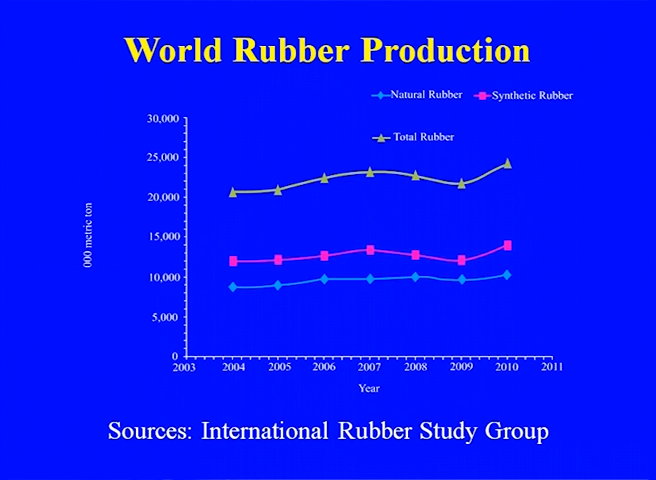 World Rubber Production
Natural Rubber
Synthetic Rubber
Total Rubber
30,000
25,000
20,000
15,000
10,000
5,000
0
000 metric ton
2003 2004 2005 2006 2007 2008 2009 2010 2011
Year
Sources: International Rubber Study Group